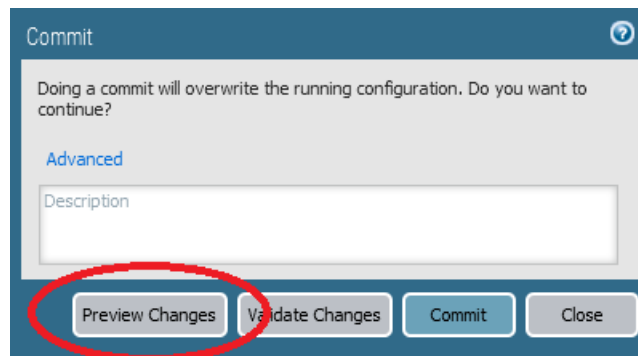 Commit
Doing a commit will overwrite the running configuration. Do you want to
continue?
Advanced
Description
Preview Changes Validate Changes Commit Close